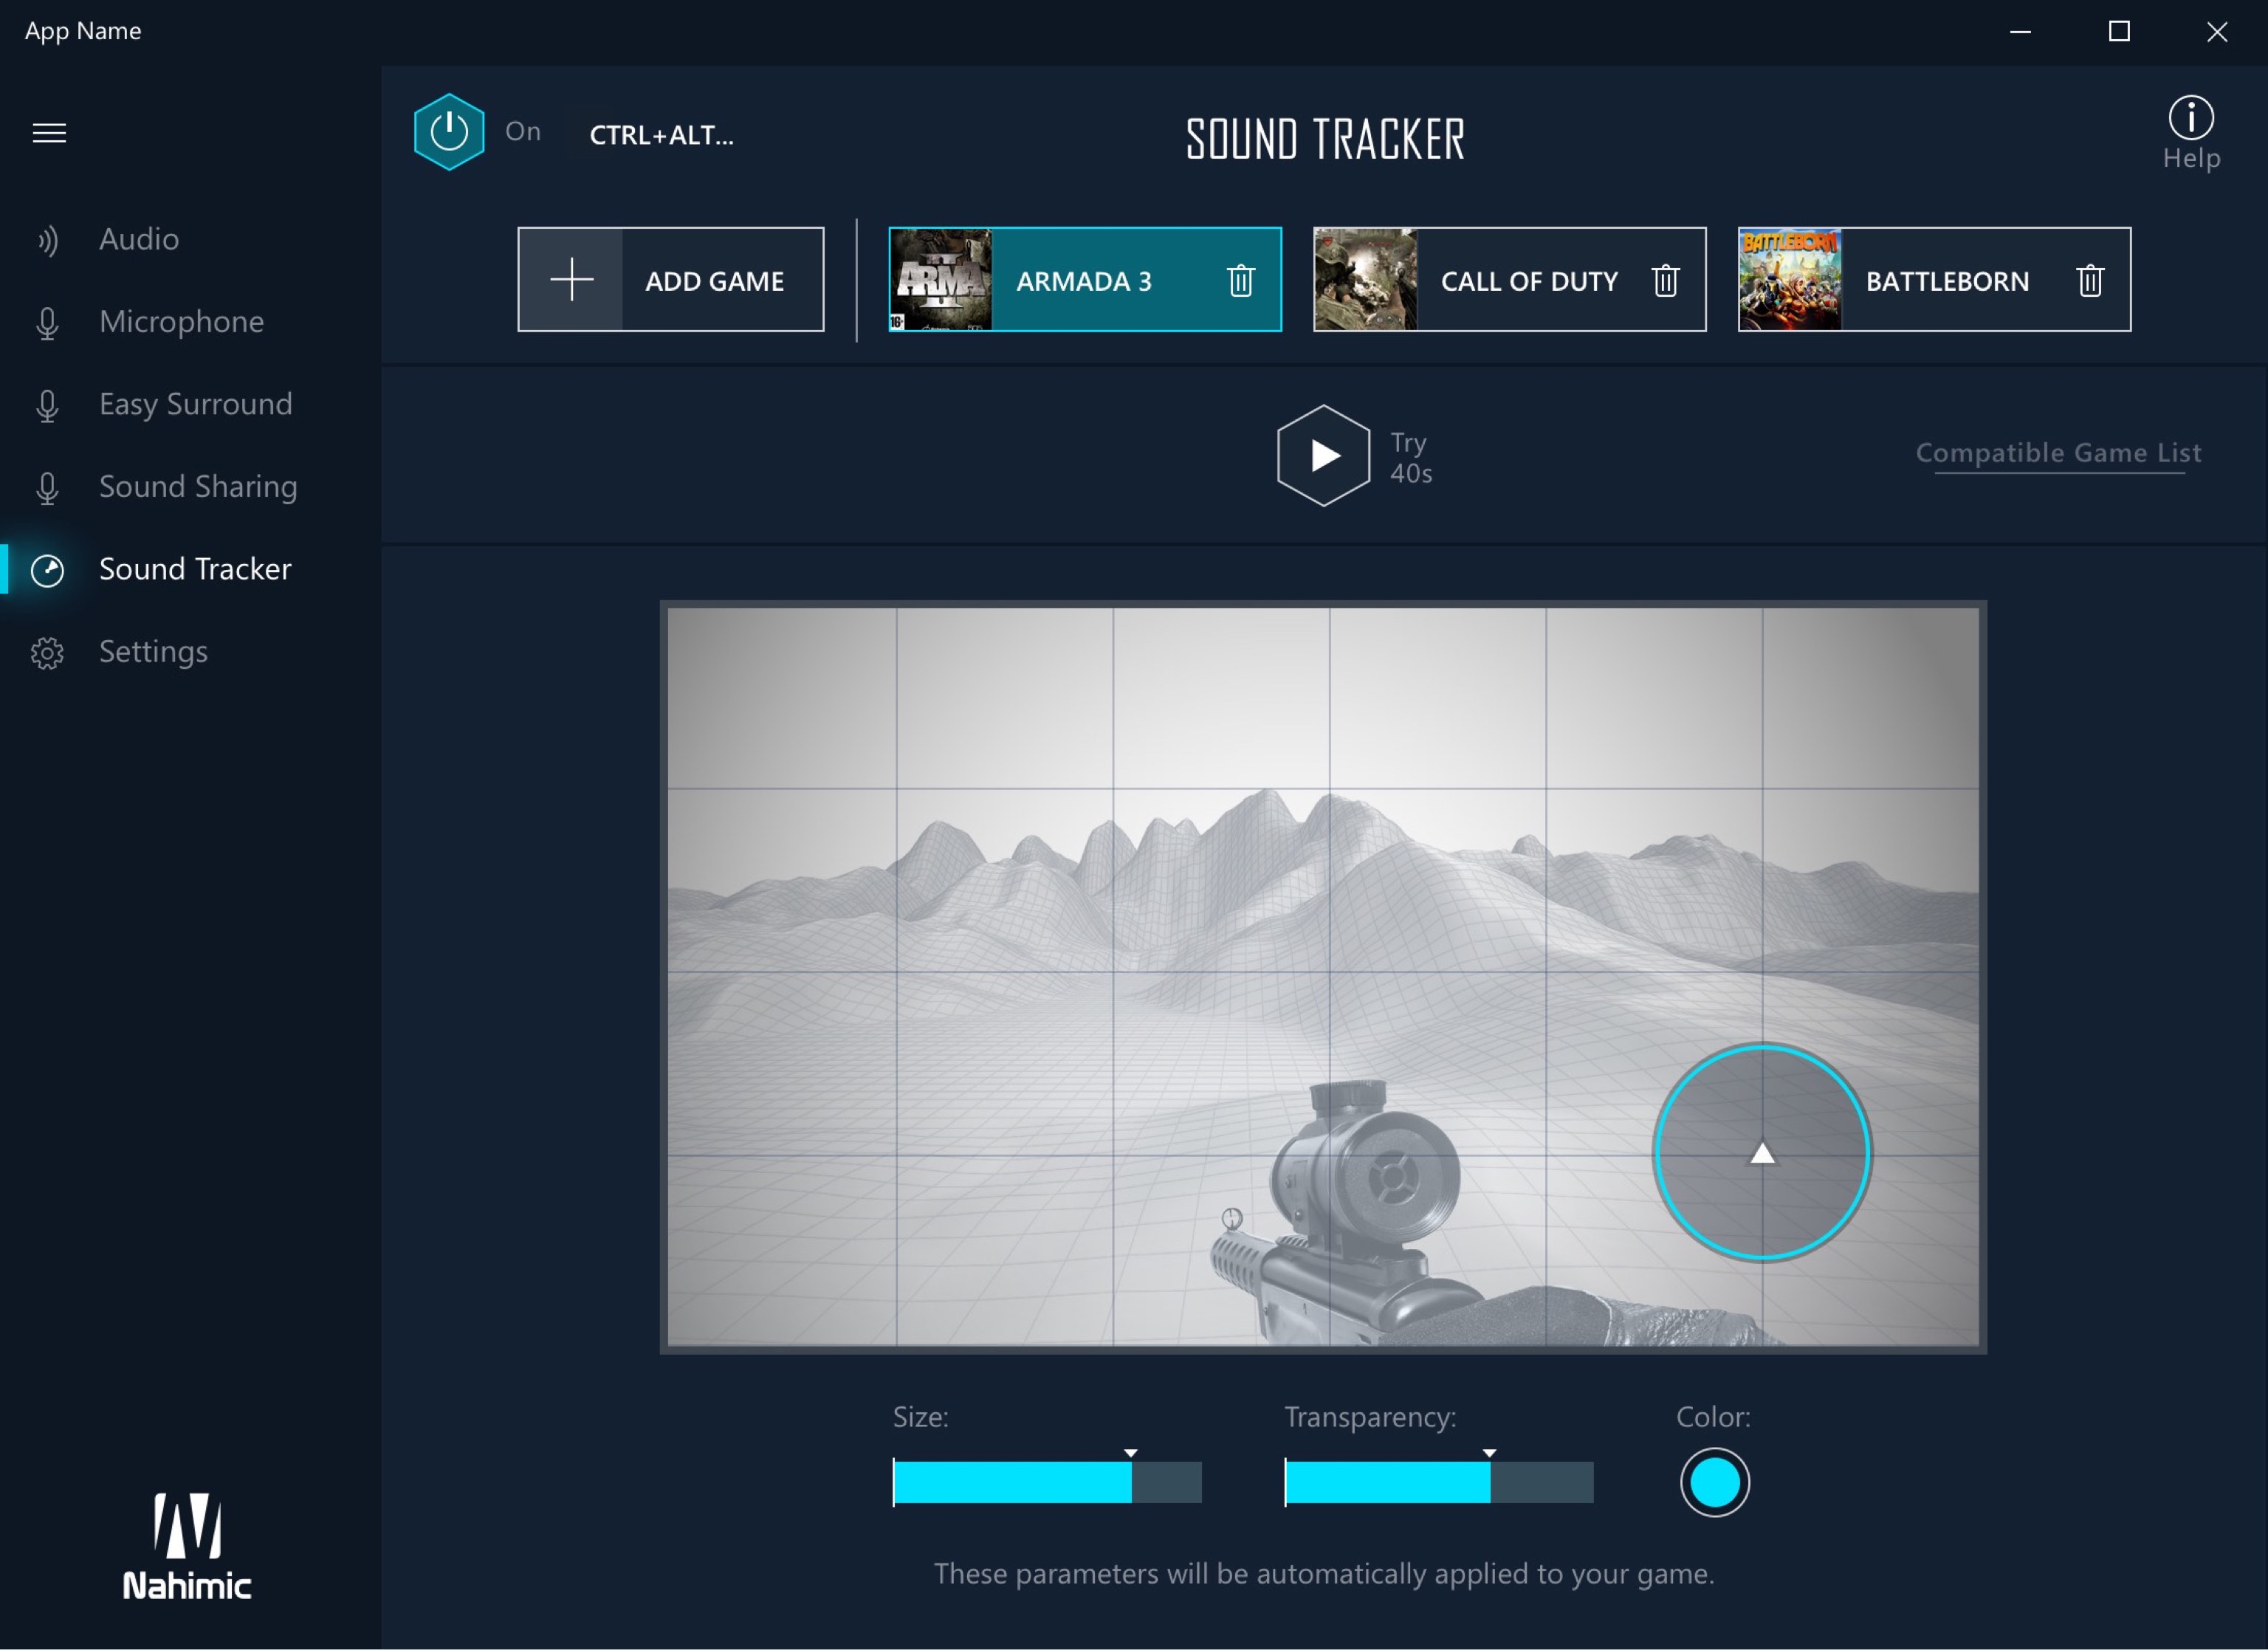 App Name
On
CTRL+ALT...
SOUND TRACKER
Help
Audio
Microphone
Easy Surround
Sound Sharing
Sound Tracker
Settings
ADD GAME
ARMA
II
16+
ARMADA 3
CALL OF DUTY
BATTLEBORN
BATTLEBORN
Try
40s
Compatible Game List
Size:
Transparency:
Color:
These parameters will be automatically applied to your game.
Nahimic